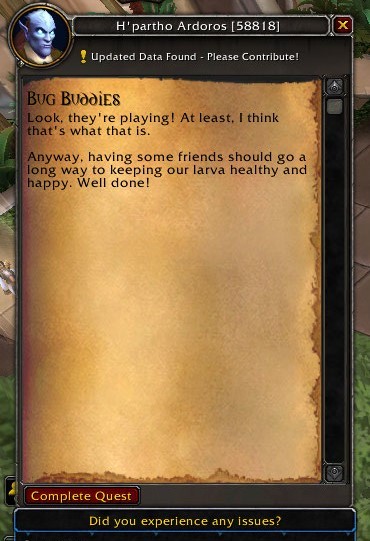 H'partho Ardoros [58818]
Updated Data Found - Please Contribute!
Bug Buddies
Look, they're playing! At least, I think
that's what that is.
Anyway, having some friends should go a
long way to keeping our larva healthy and
happy. Well done!
Complete Quest
Did you experience any issues?